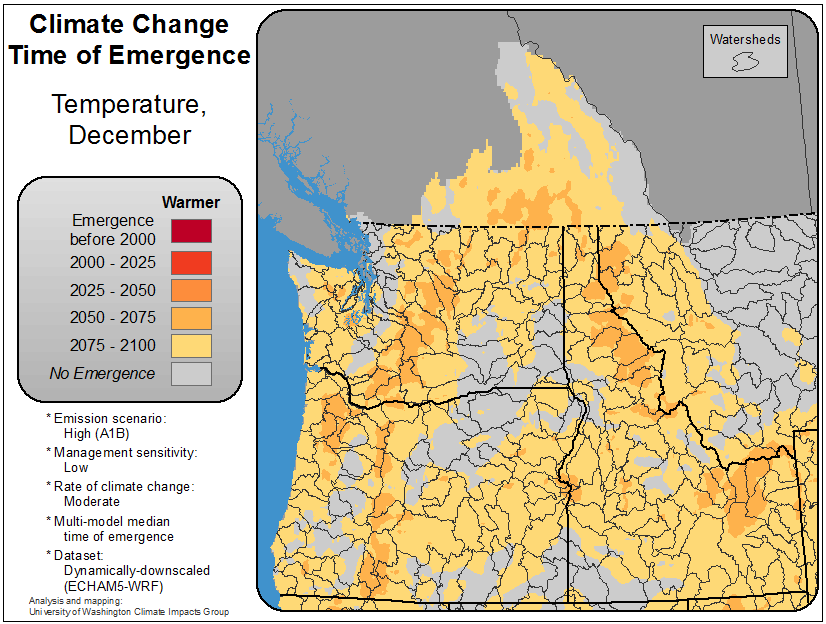 Climate Change
Time of Emergence
Temperature,
December
Warmer
Emergence
before 2000
2000 - 2025
2025 - 2050
2050 - 2075
2075 - 2100
No Emergence
* Emission scenario:
High (A1B)
* Management sensitivity:
Low
* Rate of climate change:
Moderate
* Multi-model median
time of emergence
* Dataset:
Dynamically-downscaled
(ECHAM5-WRF)
Analysis and mapping:
University of Washington Climate Impacts Group
Watersheds